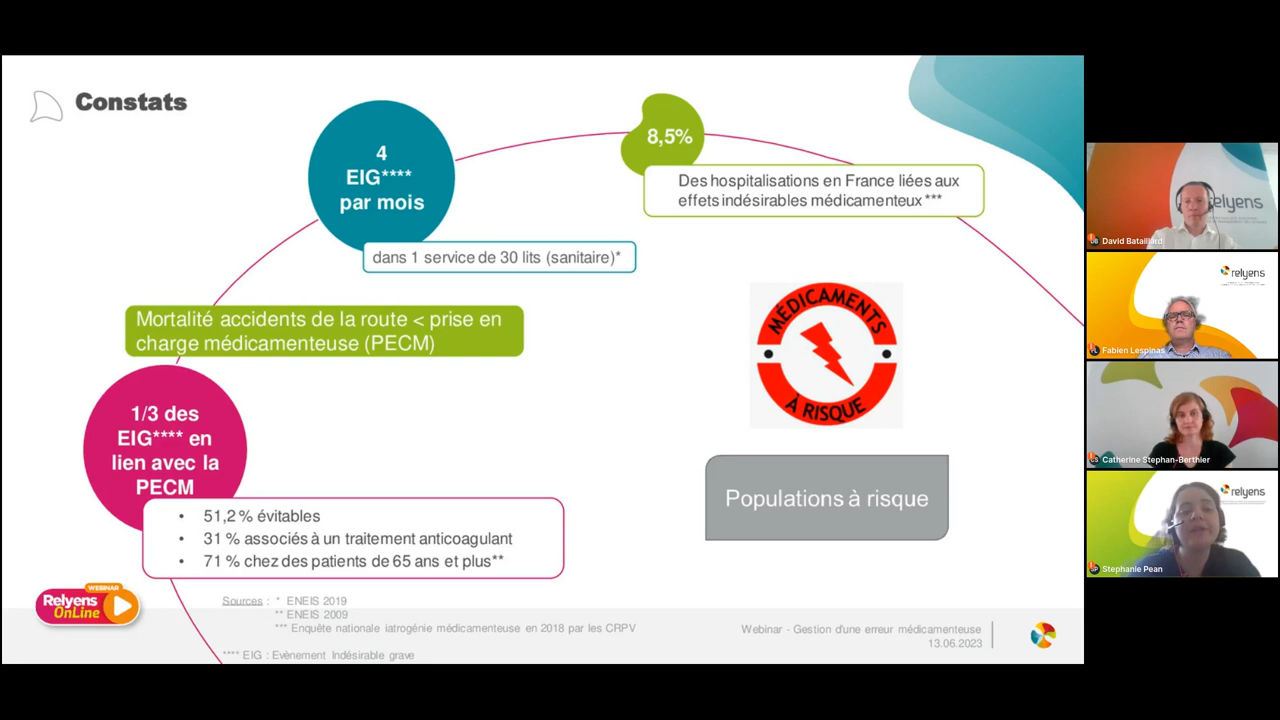 Constats
4
EIG****
par mois
dans 1 service de 30 lits (sanitaire)*
8,5%
Des hospitalisations en France liées aux
effets indésirables médicamenteux ***
Mortalité accidents de la route < prise en
charge médicamenteuse (PECM)
1/3 des
EIG**** en
lien avec la
PECM
• 51,2 % évitables
• 31 % associés à un traitement anticoagulant
• 71 % chez des patients de 65 ans et plus**
MÉDICAMENTS
À RISQUE
Populations à risque
WEBINAR
Relyens
OnLine
Sources : * ENEIS 2019
** ENEIS 2009
*** Enquête nationale iatrogénie médicamenteuse en 2018 par les CRPV
**** EIG : Evènement Indésirable grave
Webinar - Gestion d'une erreur médicamenteuse
13.06.2023
elyens
David Bataillard
relyens
Fabien Lespinas
Catherine Stephan-Berthier
relyens
Stephanie Pean